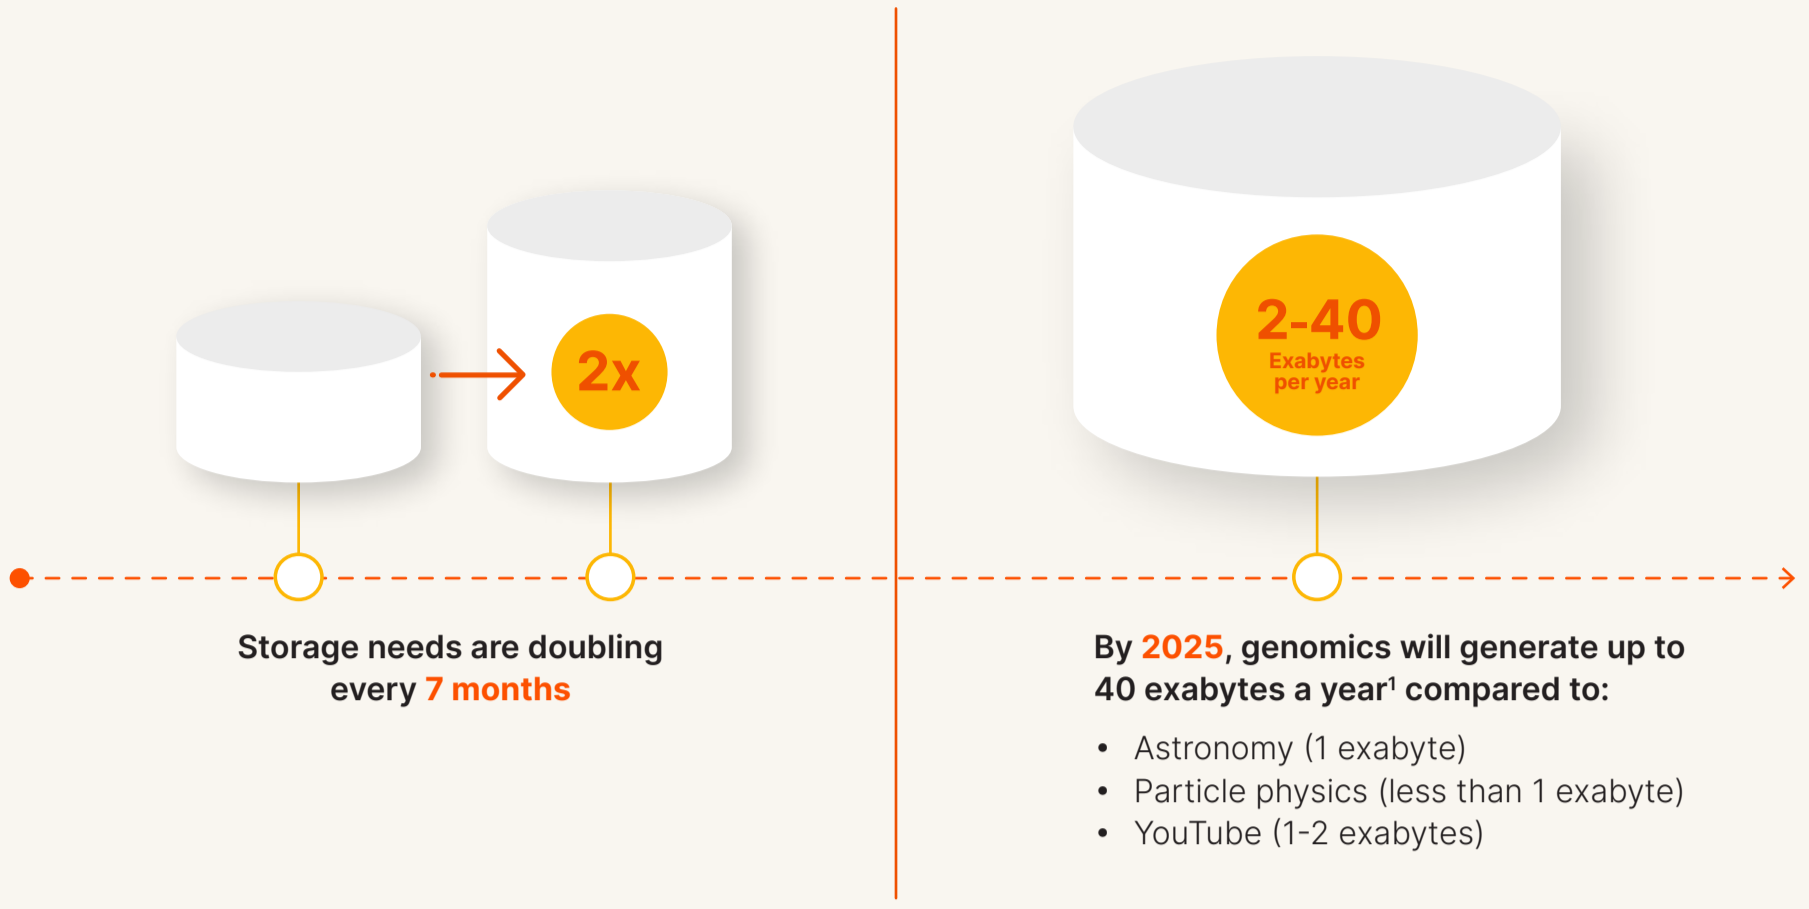 2x
Storage needs are doubling
every 7 months
2-40
Exabytes
per year
By 2025, genomics will generate up to
40 exabytes a year¹ compared to:
• Astronomy (1 exabyte)
• Particle physics (less than 1 exabyte)
• YouTube (1-2 exabytes)